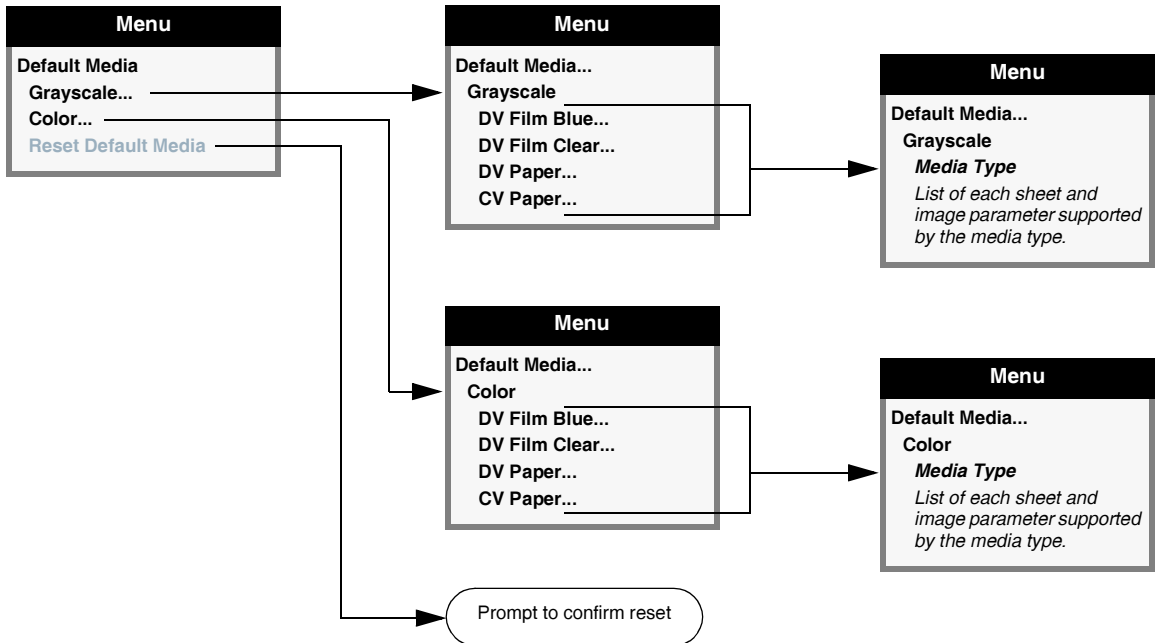 Menu
Default Media
Grayscale...
Color...
Reset Default Media
Menu
Default Media...
Grayscale
DV Film Blue...
DV Film Clear...
DV Paper...
CV Paper...
Menu
Default Media...
Grayscale
Media Type
List of each sheet and
image parameter supported
by the media type.
Menu
Default Media...
Color
DV Film Blue...
DV Film Clear...
DV Paper...
CV Paper...
Menu
Default Media...
Color
Media Type
List of each sheet and
image parameter supported
by the media type.
Prompt to confirm reset